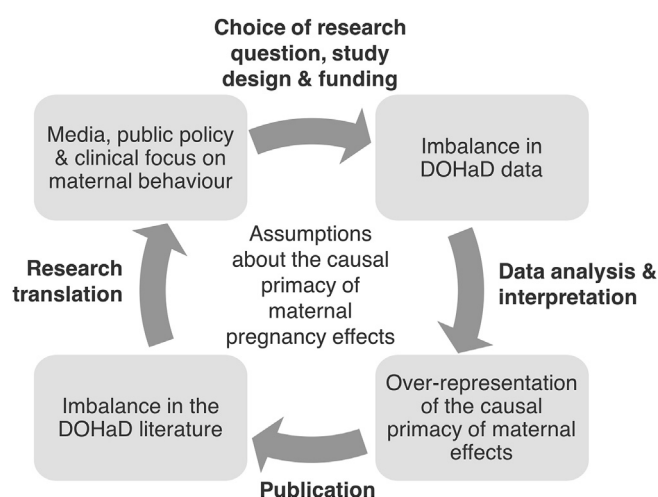 Choice of research
question, study
design & funding
Media, public policy
& clinical focus on
maternal behaviour
Imbalance in
DOHaD data
Assumptions
about the causal
primacy of
maternal
pregnancy effects
Research
translation
Data analysis &
interpretation
Imbalance in the
DOHaD literature
Over-representation
of the causal
primacy of maternal
effects
Publication